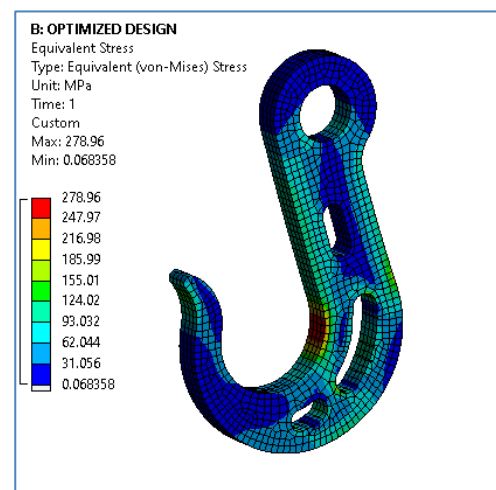 B: OPTIMIZED DESIGN
Equivalent Stress
Type: Equivalent (von-Mises) Stress
Unit: MPa
Time: 1
Custom
Max: 278.96
Min: 0.068358
278.96
247.97
216.98
185.99
155.01
124.02
93.032
62.044
31.056
0.068358